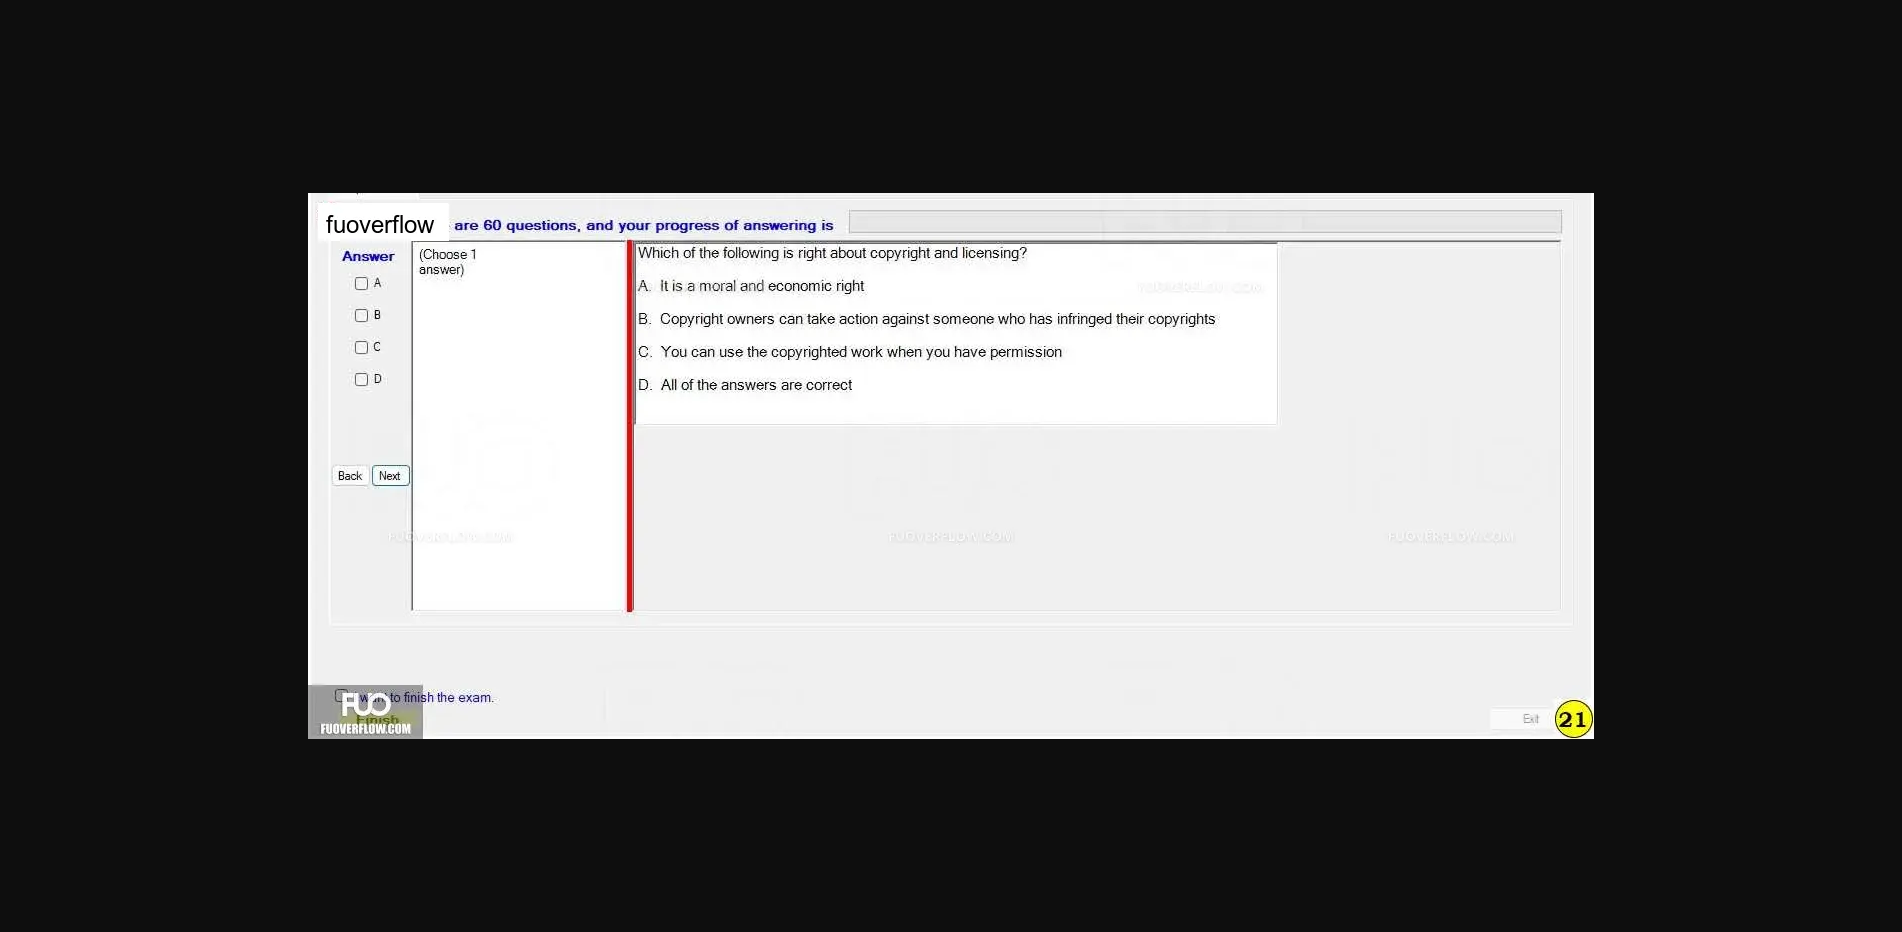 fuoverflow are 60 questions, and your progress of answering is
Answer
A
B
C
D
Back Next
(Choose 1
answer)
Which of the following is right about copyright and licensing?
A. It is a moral and economic right
B. Copyright owners can take action against someone who has infringed their copyrights
C. You can use the copyrighted work when you have permission
D. All of the answers are correct
FUOVERFLOW.COM
FUOVERFLOW.COM FUOVERFLOW.COM FUOVERFLOW.COM
want to finish the exam.
Finish
FUO
FUOVERFLOW.COM
Exit
21